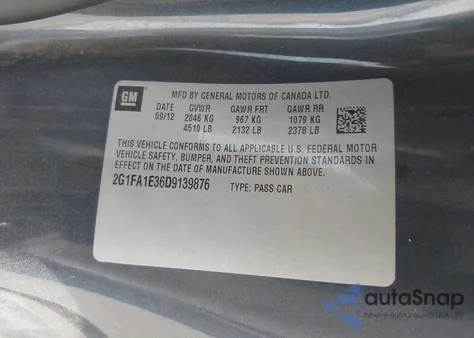 GM
MFD BY GENERAL MOTORS OF CANADA LTD.
DATE GVWR GAWR FRT GAWR RR
09/12 2046 KG 967 KG 1079 KG
4510 LB 2132 LB 2378 LB
THIS VEHICLE CONFORMS TO ALL APPLICABLE U.S. FEDERAL MOTOR
VEHICLE SAFETY, BUMPER, AND THEFT PREVENTION STANDARDS IN
EFFECT ON THE DATE OF MANUFACTURE SHOWN ABOVE.
2G1FA1E36D9139876 TYPE: PASS CAR
autoSnap